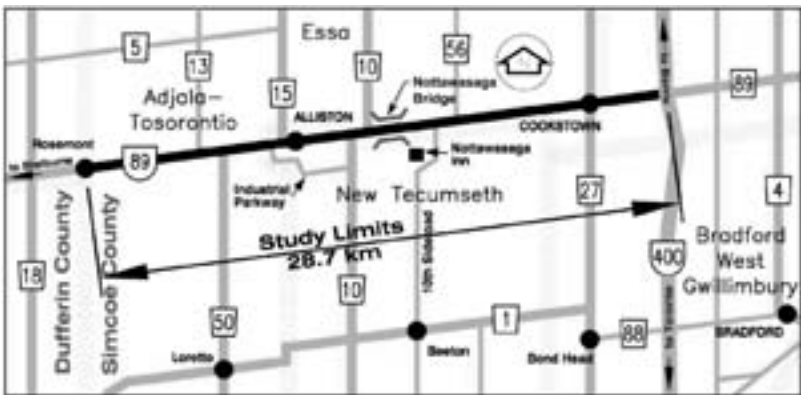 Essa
5
13
15
10
56
89
Nottawasaga
Bridge
Adjala-
Tosorontio
ALLISTON
COOKSTOWN
Rosemont
to Shelburne
89
Nottawasaga
Inn
Industrial
Parkway
New Tecumseth
27
4
Study Limits
28.7 km
10th Sideroad
Dufferin County
Simcoe County
18
400
Bradford
West
Gwillimbury
10
50
1
88
Loretto
Beeton
Bond Head
BRADFORD
to Toronto